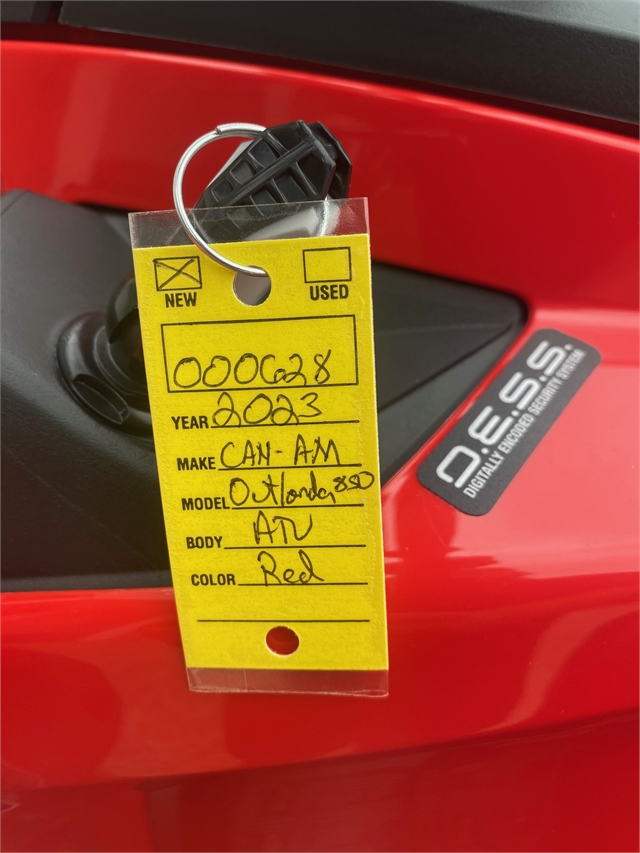 NEW USED
000628
YEAR 2023
MAKE CAN-AM
MODEL Outlander 850
BODY ATV
COLOR Red
D.E.S.S.
DIGITALLY ENCODED SECURITY SYSTEM